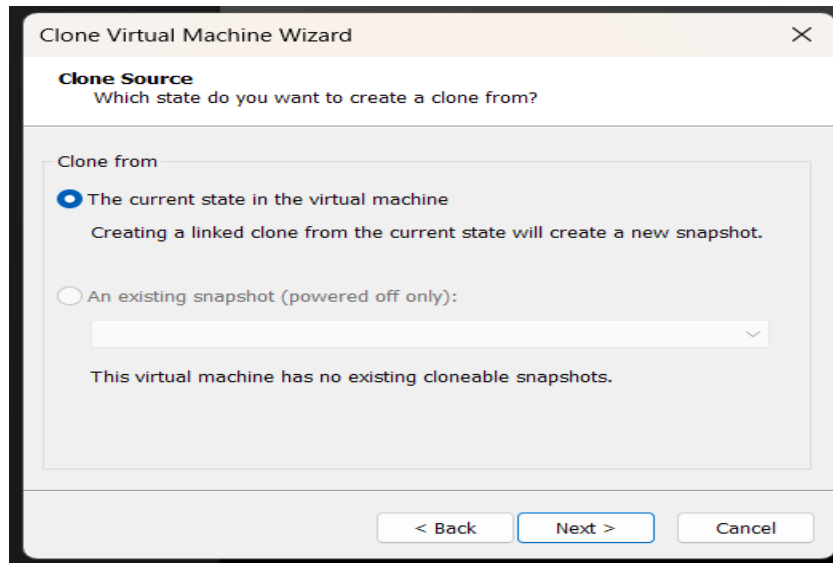 Clone Virtual Machine Wizard
Clone Source
Which state do you want to create a clone from?
Clone from
The current state in the virtual machine
Creating a linked clone from the current state will create a new snapshot.
An existing snapshot (powered off only):
This virtual machine has no existing cloneable snapshots.
< Back Next > Cancel